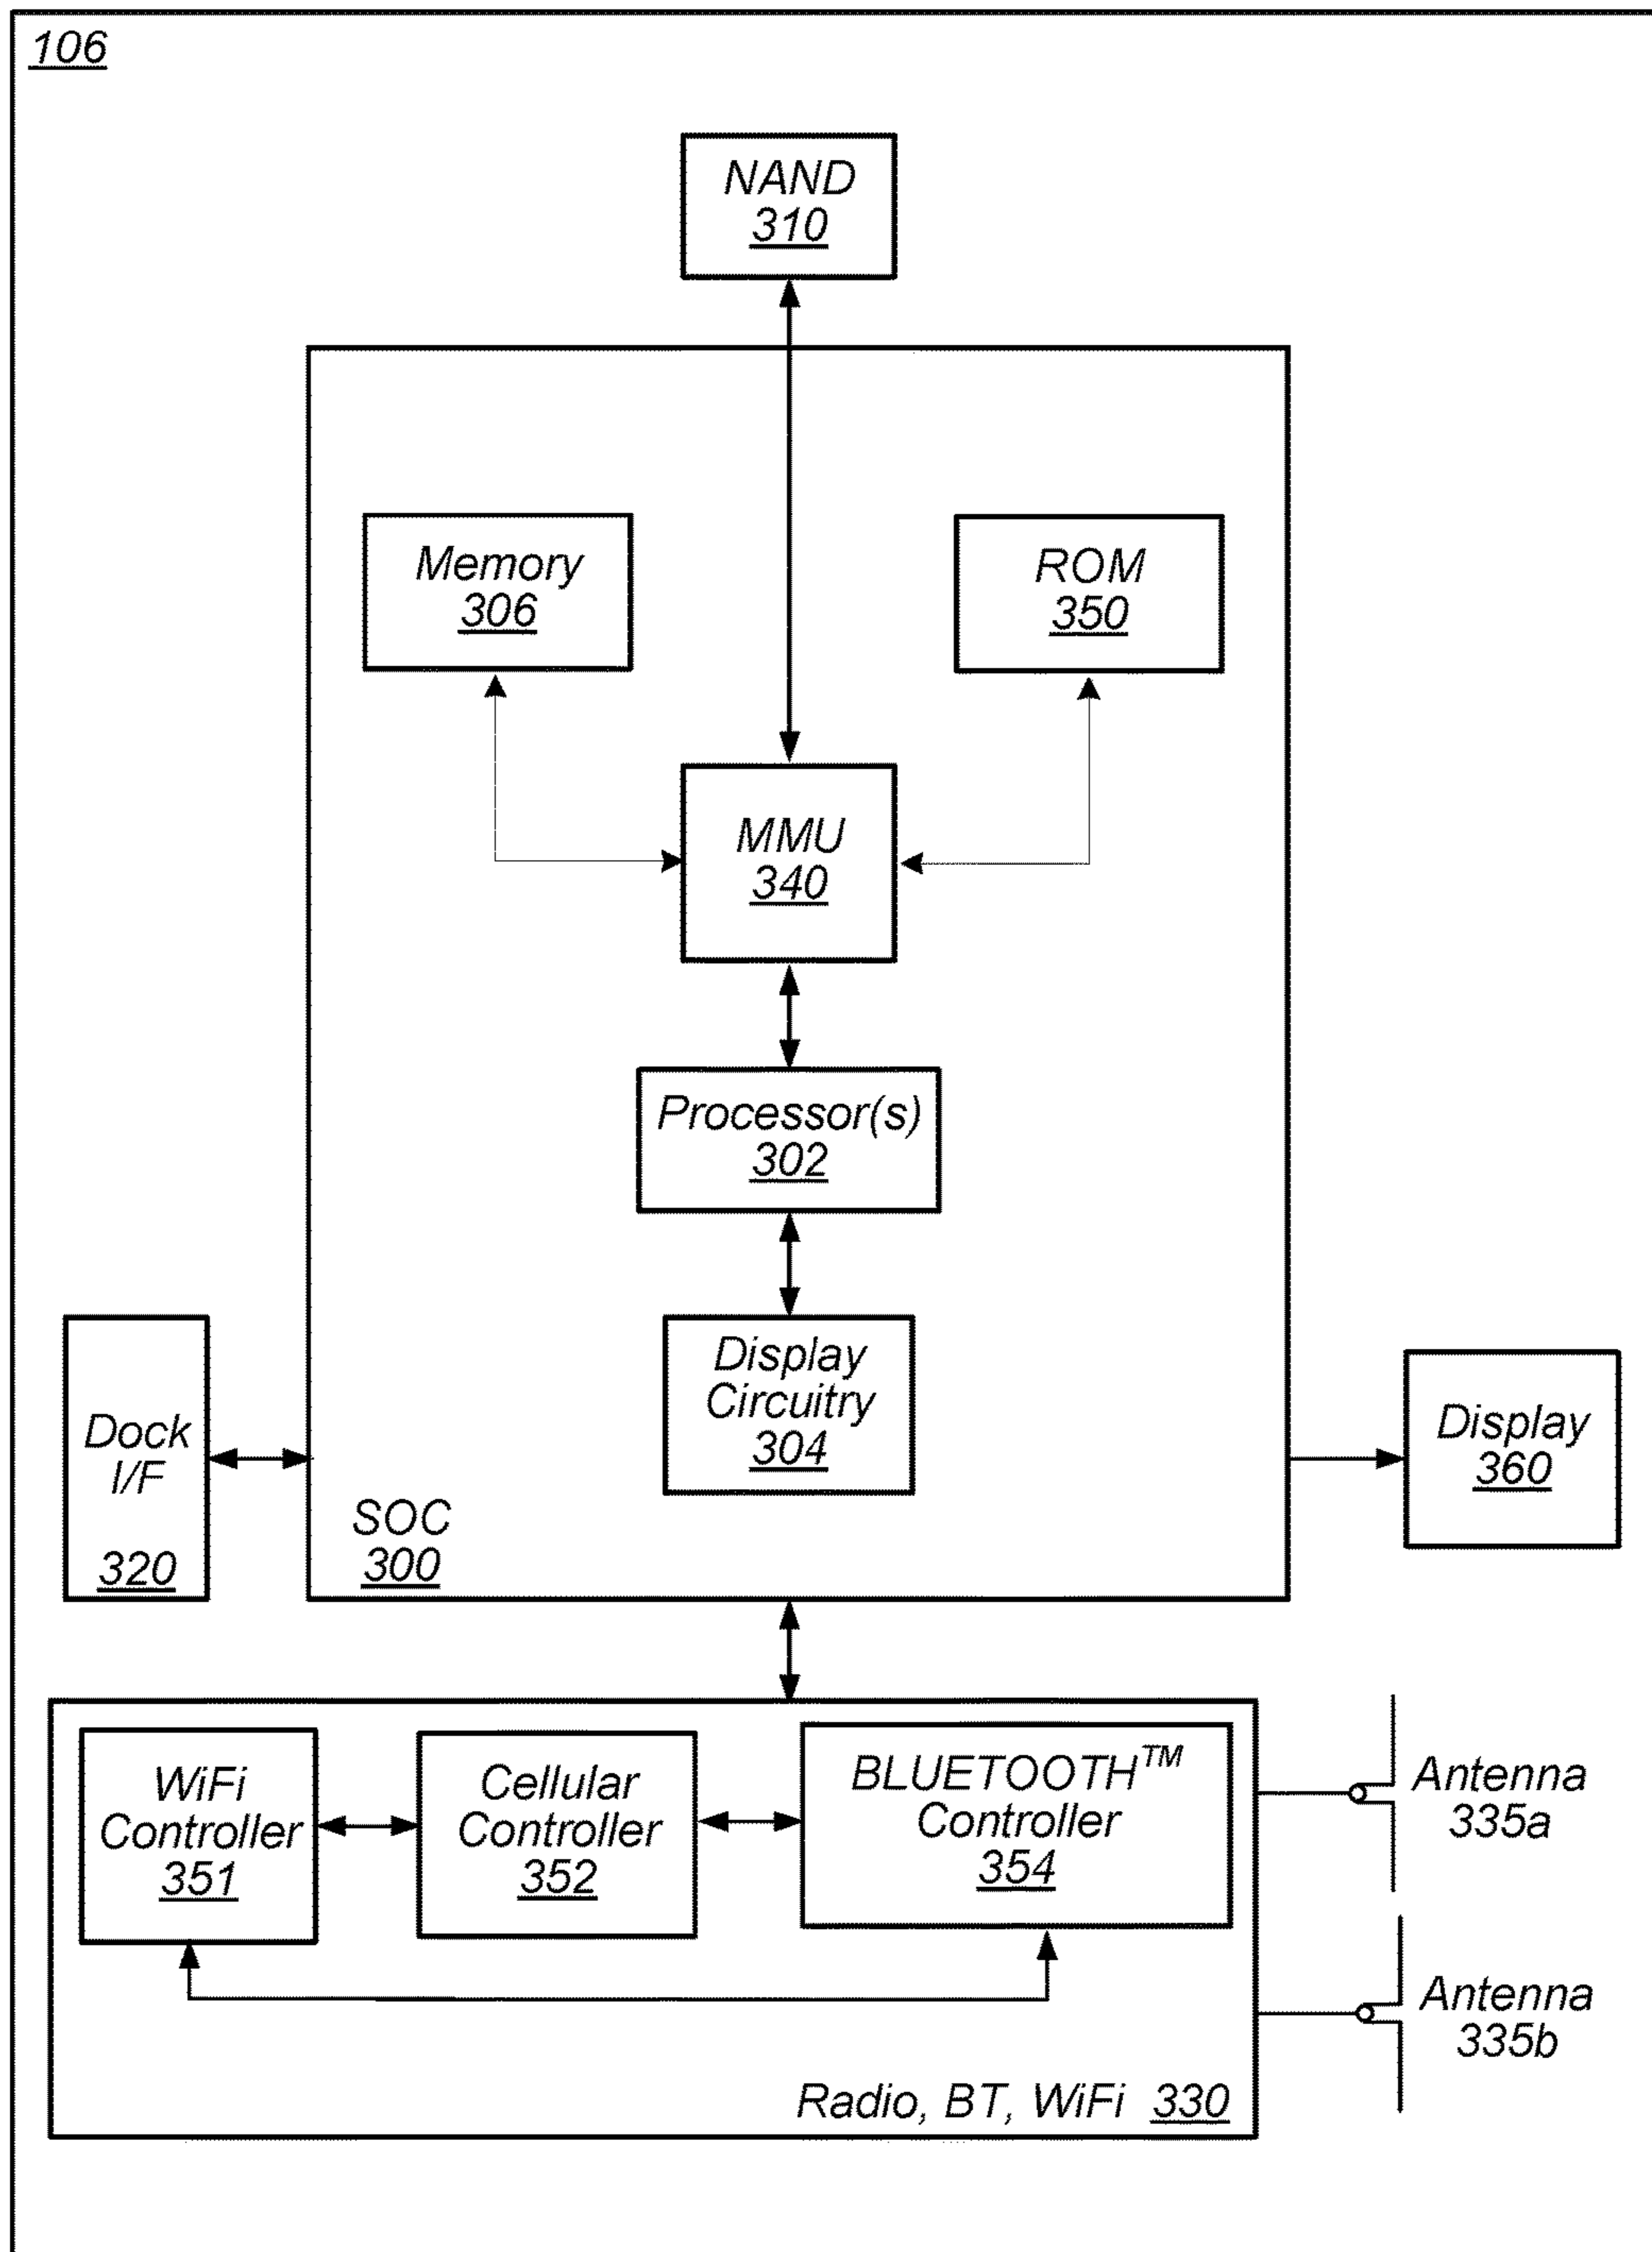 106
NAND
310
Memory
306
ROM
350
MMU
340
Processor(s)
302
Display
Circuitry
304
Dock
I/F
320
SOC
300
Display
360
WiFi
Controller
351
Cellular
Controller
352
BLUETOOTH™
Controller
354
Antenna
335a
Antenna
335b
Radio, BT, WiFi 330